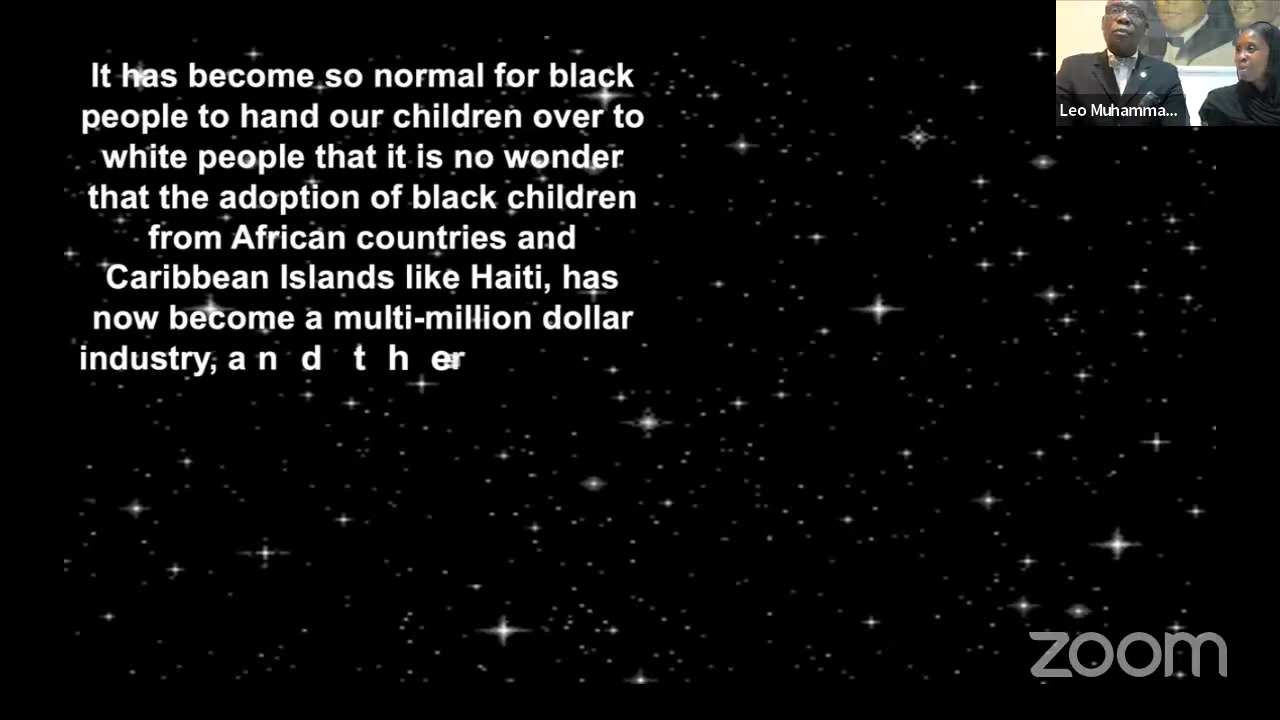 It has become so normal for black
people to hand our children over to
white people that it is no wonder
that the adoption of black children
from African countries and
Caribbean Islands like Haiti, has
now become a multi-million dollar
industry, and the
Leo Muhamma...
zoom